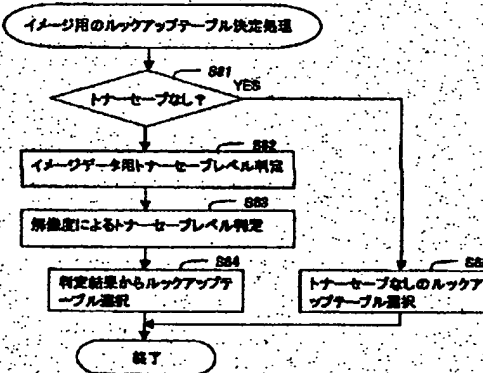 イメージ用のルックアップテーブル決定処理
S81
YES
トナーセーブなし?
S82
イメージデータ用トナーセーブレベル判定
S83
解像度によるトナーセーブレベル判定
S84
判定結果からルックアップテ
ーブル選択
トナーセーブなしのルックア
ップテーブル選択
終了